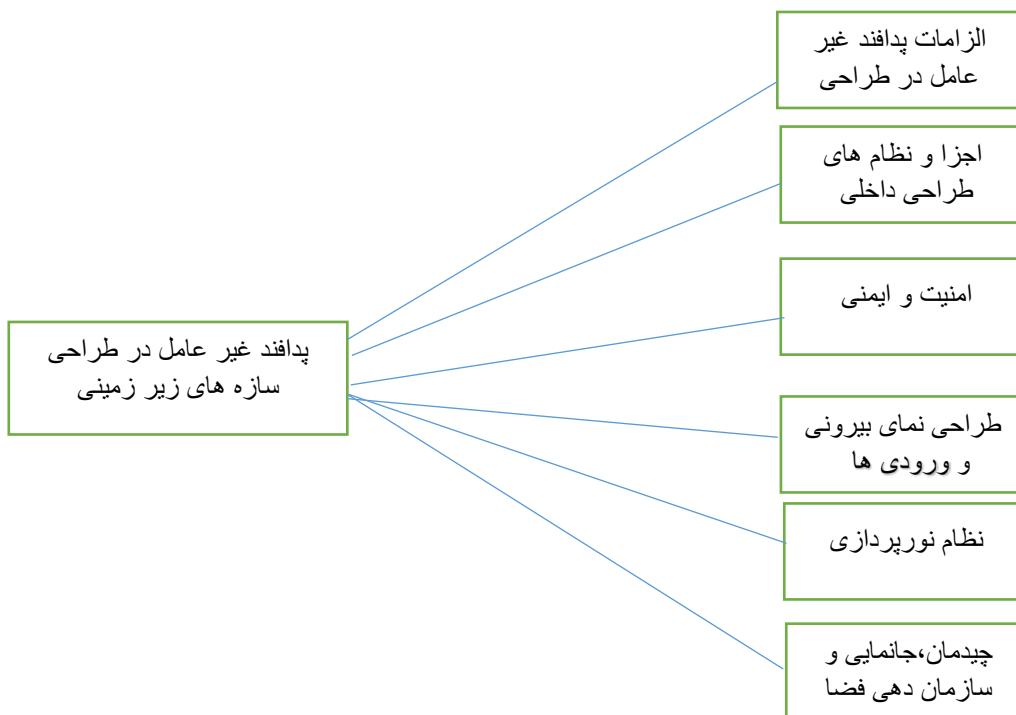 الزامات پدافند غیر
عامل در طراحی
اجزا و نظام های
طراحی داخلی
امنیت و ایمنی
پدافند غیر عامل در طراحی
سازه های زیر زمینی
طراحی نمای بیرونی
و ورودی ها
نظام نورپردازی
چیدمان،جانمایی و
سازمان دهی فضا